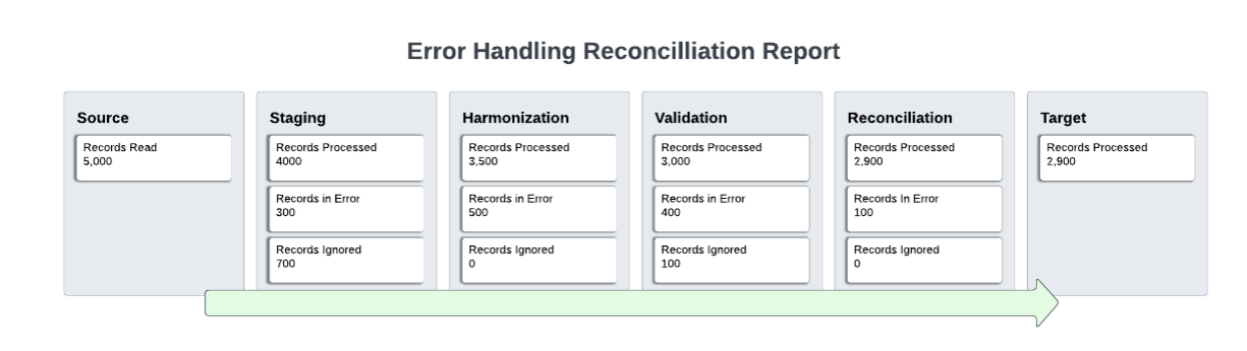 Error Handling Reconcilliation Report
Source
Records Read
5,000
Staging
Records Processed
4000
Records in Error
300
Records Ignored
700
Harmonization
Records Processed
3,500
Records in Error
500
Records Ignored
0
Validation
Records Processed
3,000
Records in Error
400
Records Ignored
100
Reconciliation
Records Processed
2,900
Records In Error
100
Records Ignored
0
Target
Records Processed
2,900